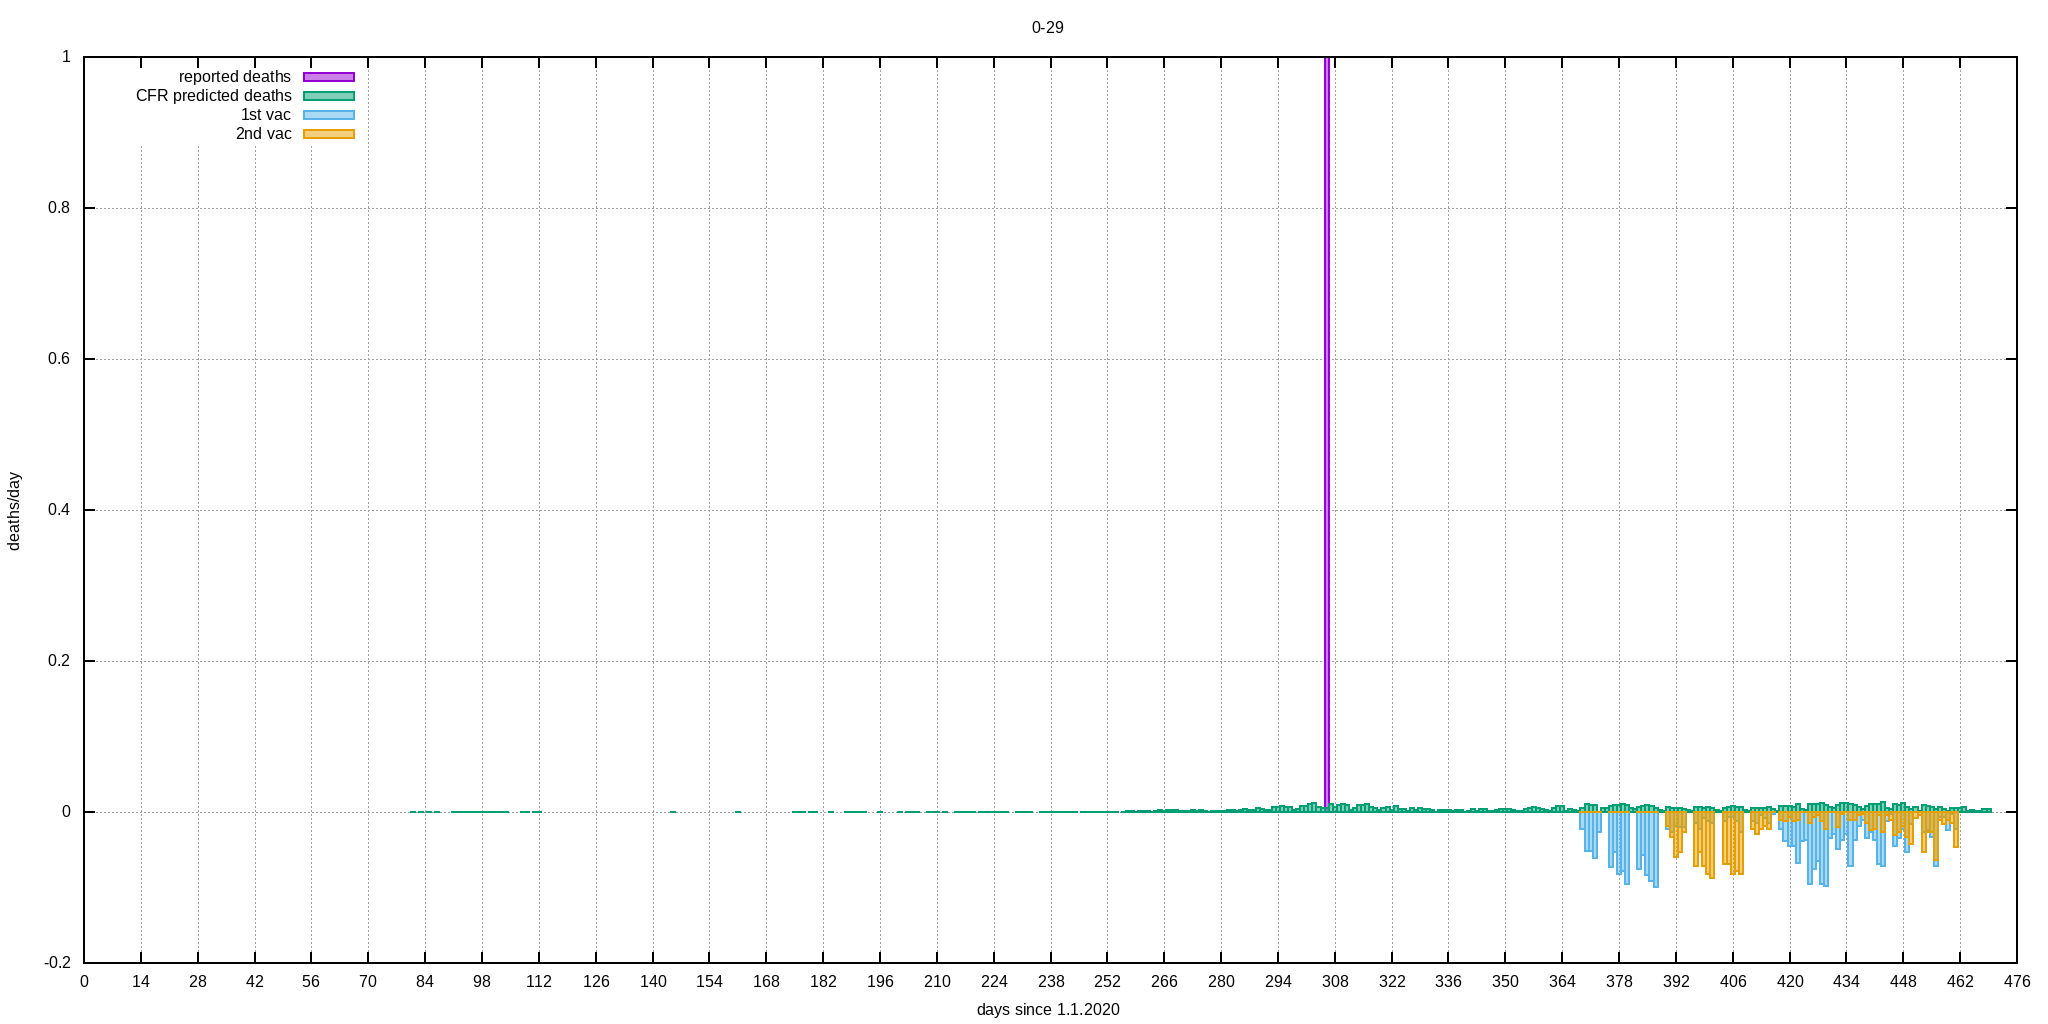 0-29
1
reported deaths
CFR predicted deaths
1st vac
2nd vac
0.8
0.6
0.4
0.2
0
-0.2
deaths/day
0 14 28 42 56 70 84 98 112 126 140 154 168 182 196 210 224 238 252 266 280 294 308 322 336 350 364 378 392 406 420 434 448 462 476
days since 1.1.2020